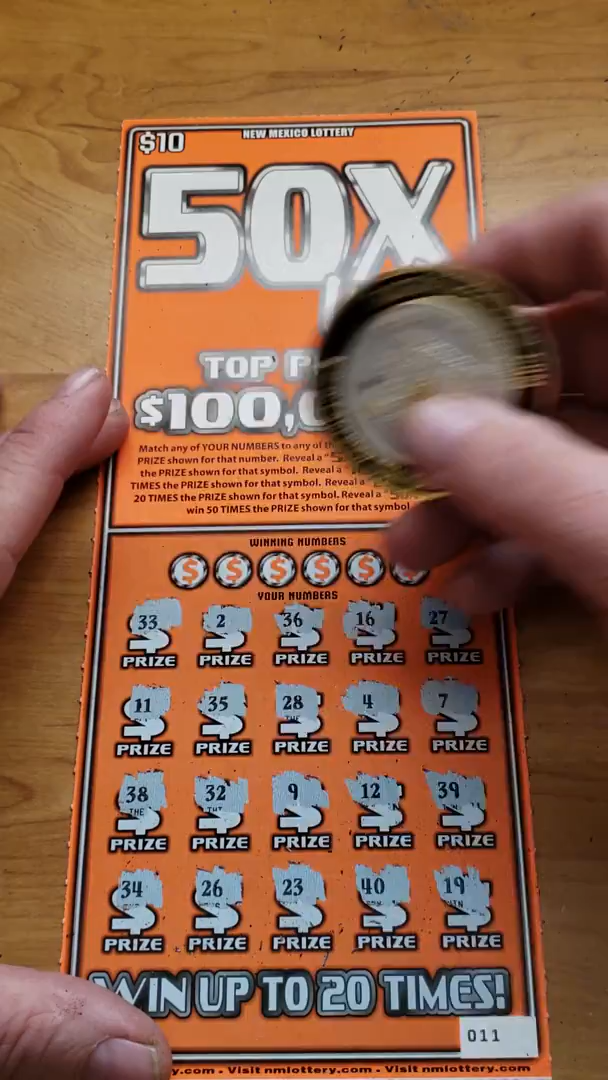 $10
NEW MEXICO LOTTERY
50X
TOP
$100,0
Match any of YOUR NUMBERS to any of
PRIZE shown for that number. Reveal a
the PRIZE shown for that symbol. Reveal a
TIMES the PRIZE shown for that symbol. Reveal a
20 TIMES the PRIZE shown for that symbol. Reveal a
win 50 TIMES the PRIZE shown for that symbol
WINNING NUMBERS
$ $ $ $ $
YOUR NUMBERS
33 2 36 16 27
PRIZE PRIZE PRIZE PRIZE PRIZE
11 35 28 4 7
PRIZE PRIZE PRIZE PRIZE PRIZE
38 32 9 12 39
PRIZE PRIZE PRIZE PRIZE PRIZE
34 26 23 40 19
PRIZE PRIZE PRIZE PRIZE PRIZE
WIN UP TO 20 TIMES!
011
y.com - Visit nmlottery.com - Visit nmlottery.com